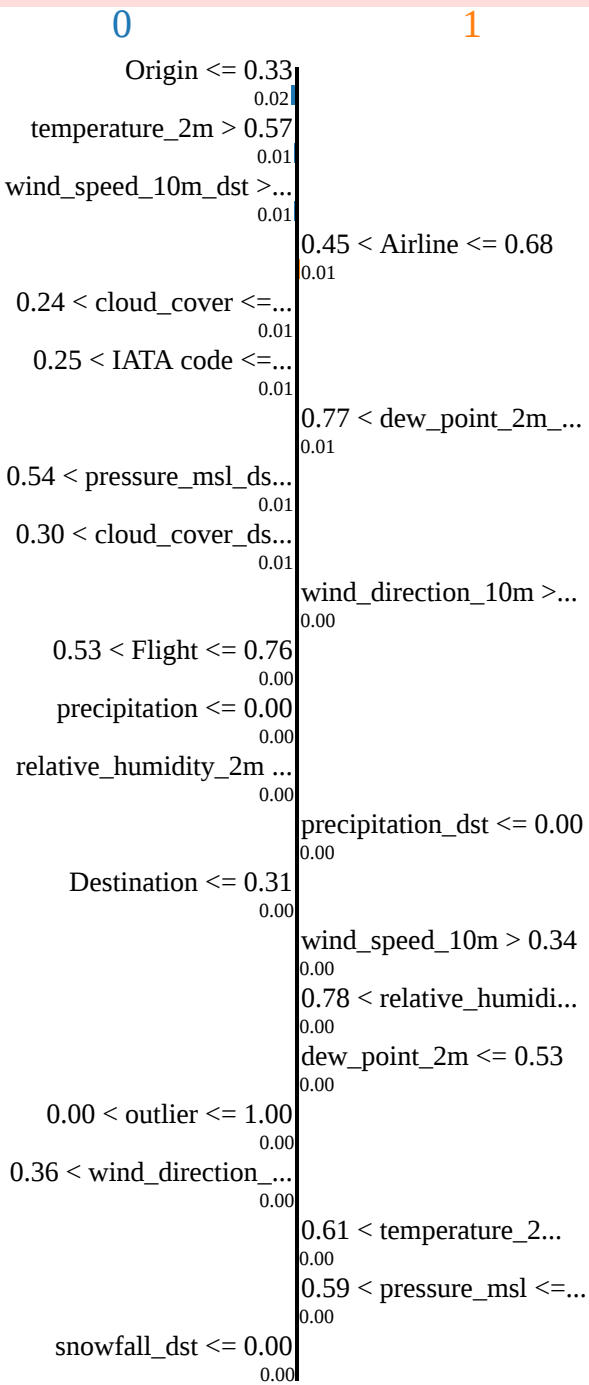 0 1
Origin <= 0.33
0.02
temperature_2m > 0.57
0.01
wind_speed_10m_dst >...
0.01
0.45 < Airline <= 0.68
0.01
0.24 < cloud_cover <=...
0.01
0.25 < IATA code <=...
0.01
0.77 < dew_point_2m_...
0.01
0.54 < pressure_msl_ds...
0.01
0.30 < cloud_cover_ds...
0.01
wind_direction_10m >...
0.00
0.53 < Flight <= 0.76
0.00
precipitation <= 0.00
0.00
relative_humidity_2m ...
0.00
precipitation_dst <= 0.00
0.00
Destination <= 0.31
0.00
wind_speed_10m > 0.34
0.00
0.78 < relative_humidi...
0.00
dew_point_2m <= 0.53
0.00
0.00 < outlier <= 1.00
0.00
0.36 < wind_direction_...
0.00
0.61 < temperature_2...
0.00
0.59 < pressure_msl <=...
0.00
snowfall_dst <= 0.00
0.00